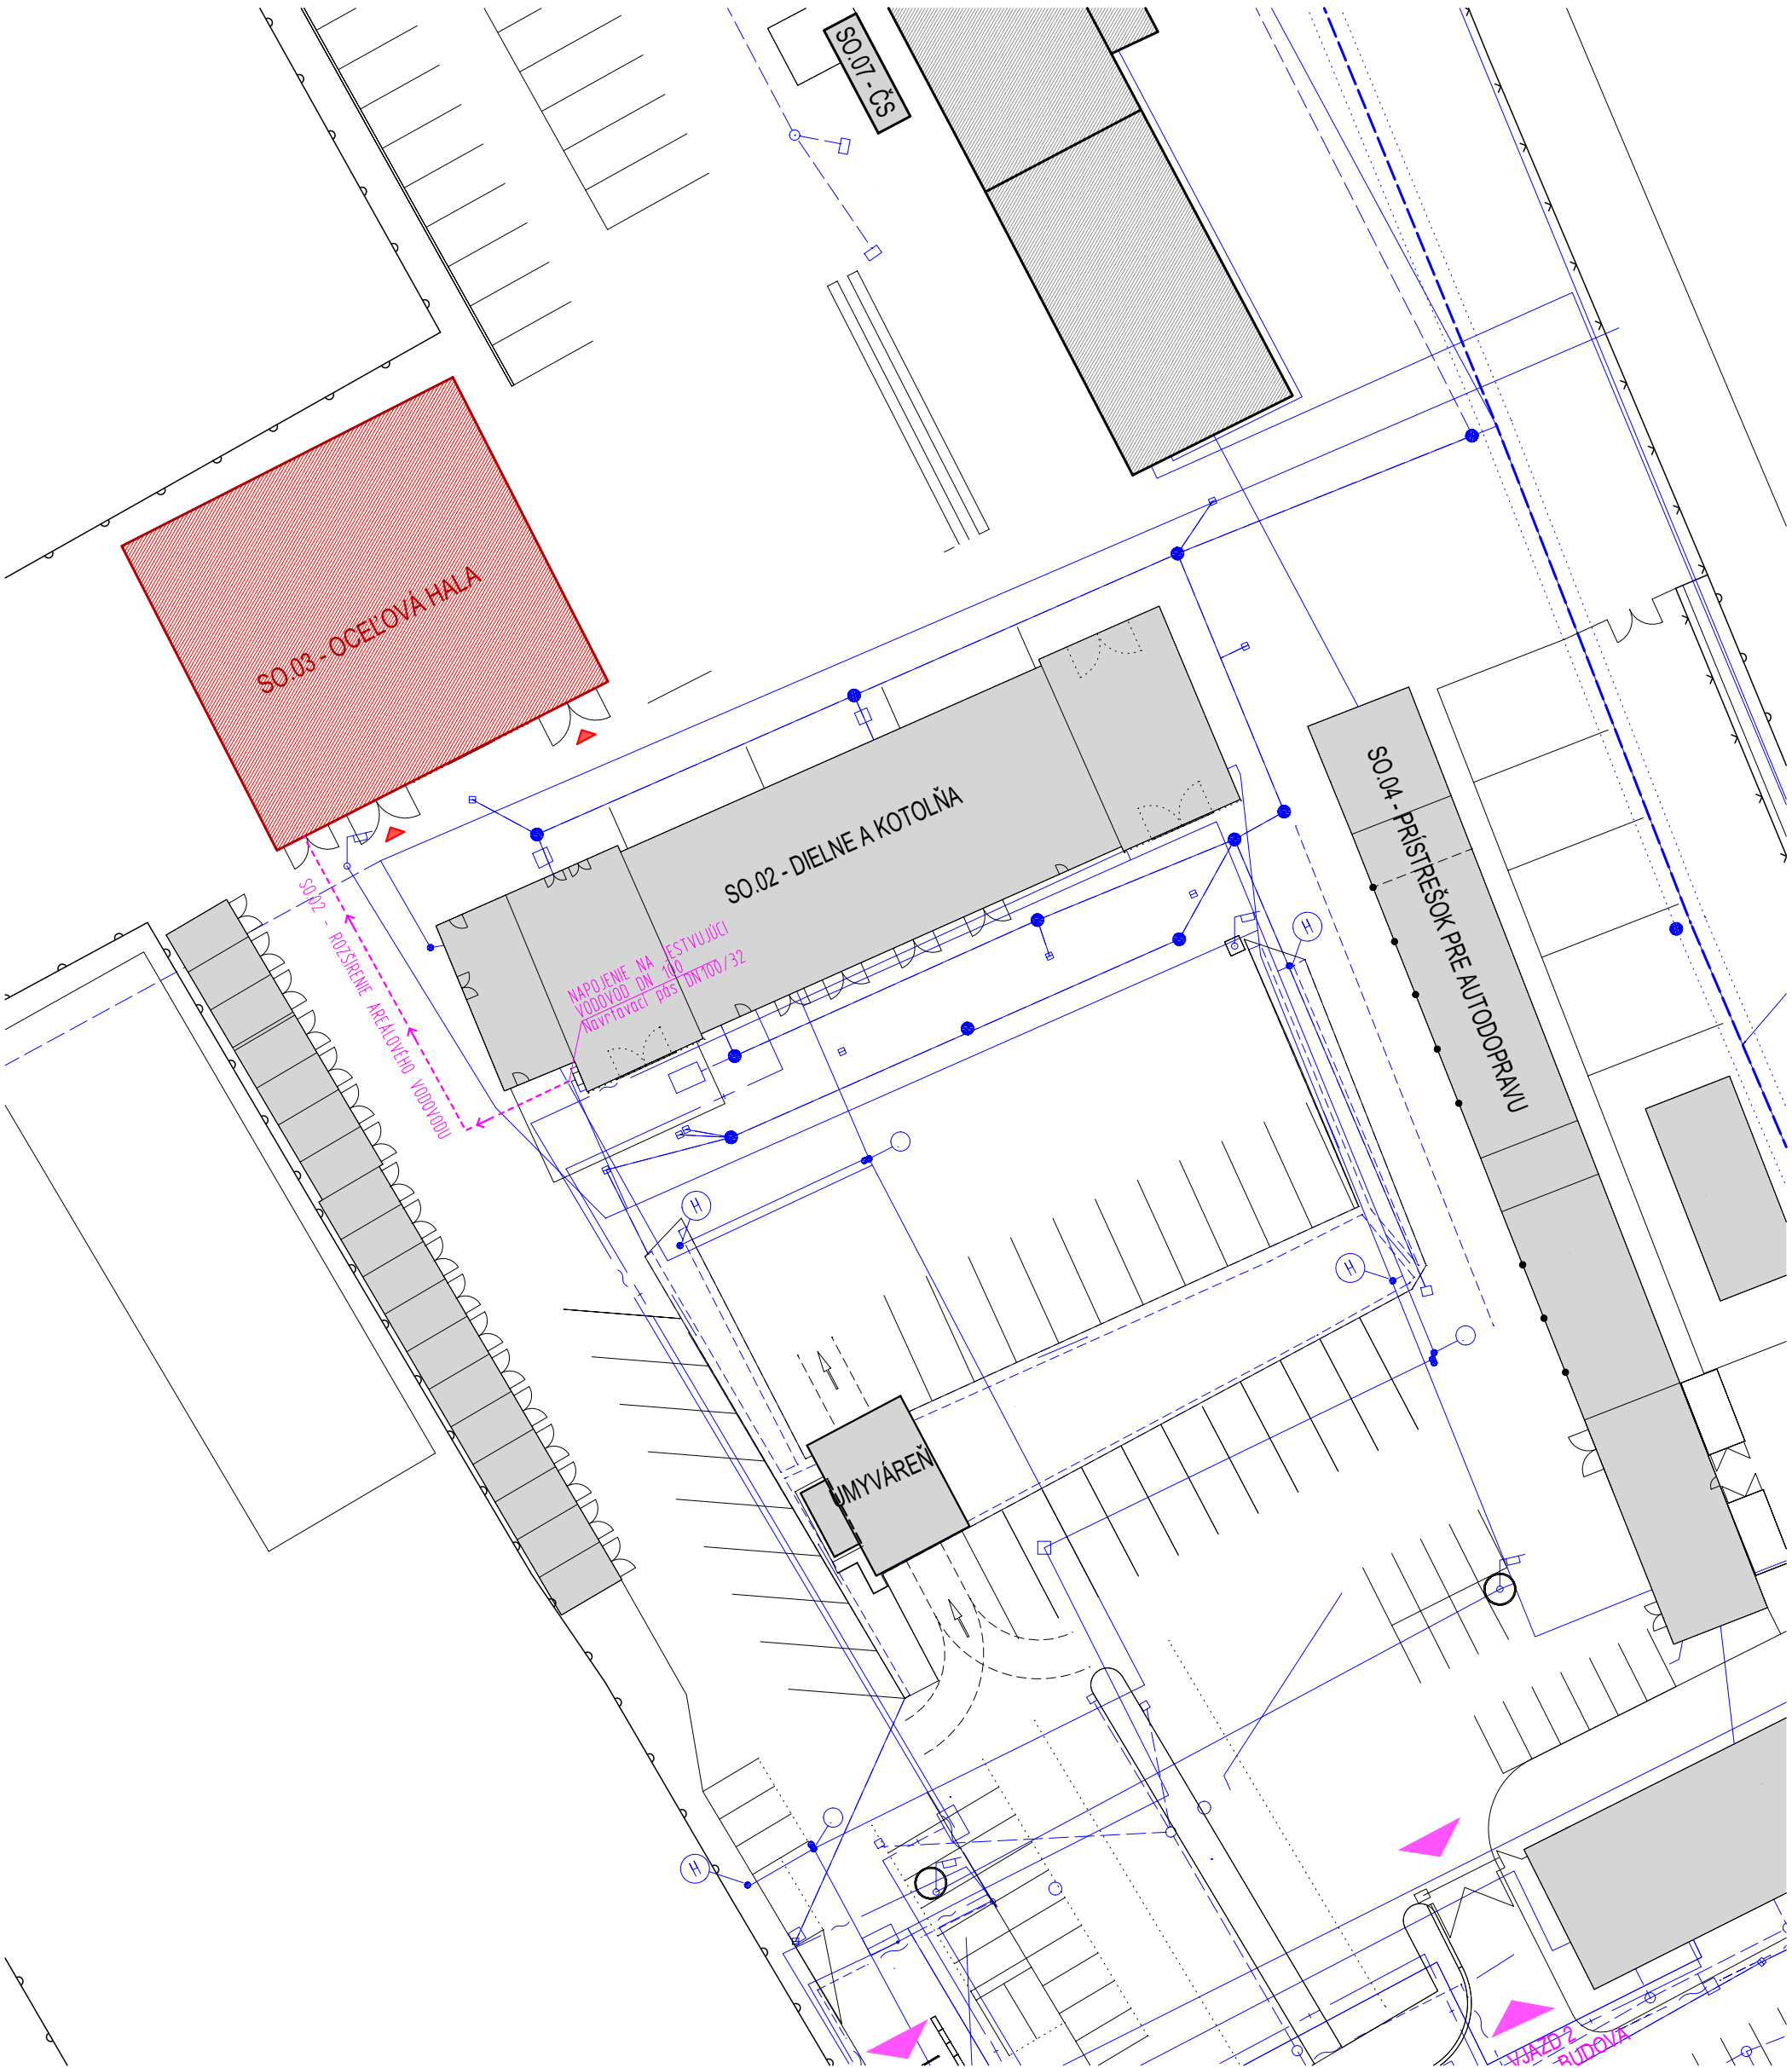 SO.07 - ČS
SO.03 - OCEĽOVÁ HALA
SO.02 - DIELNE A KOTOLŇA
SO.04 - PRÍSTREŠOK PRE AUTODOPRAVU
NAPOJENIE NA JESTVUJÚCI
VODOVOD DN 100
Navrťavací pás DN100/32
SO.02 - ROZŠÍRENIE AREÁLOVÉHO VODOVODU
H
H
H
UMYVÁREŇ
H
VJAZD 2
BUDOVA